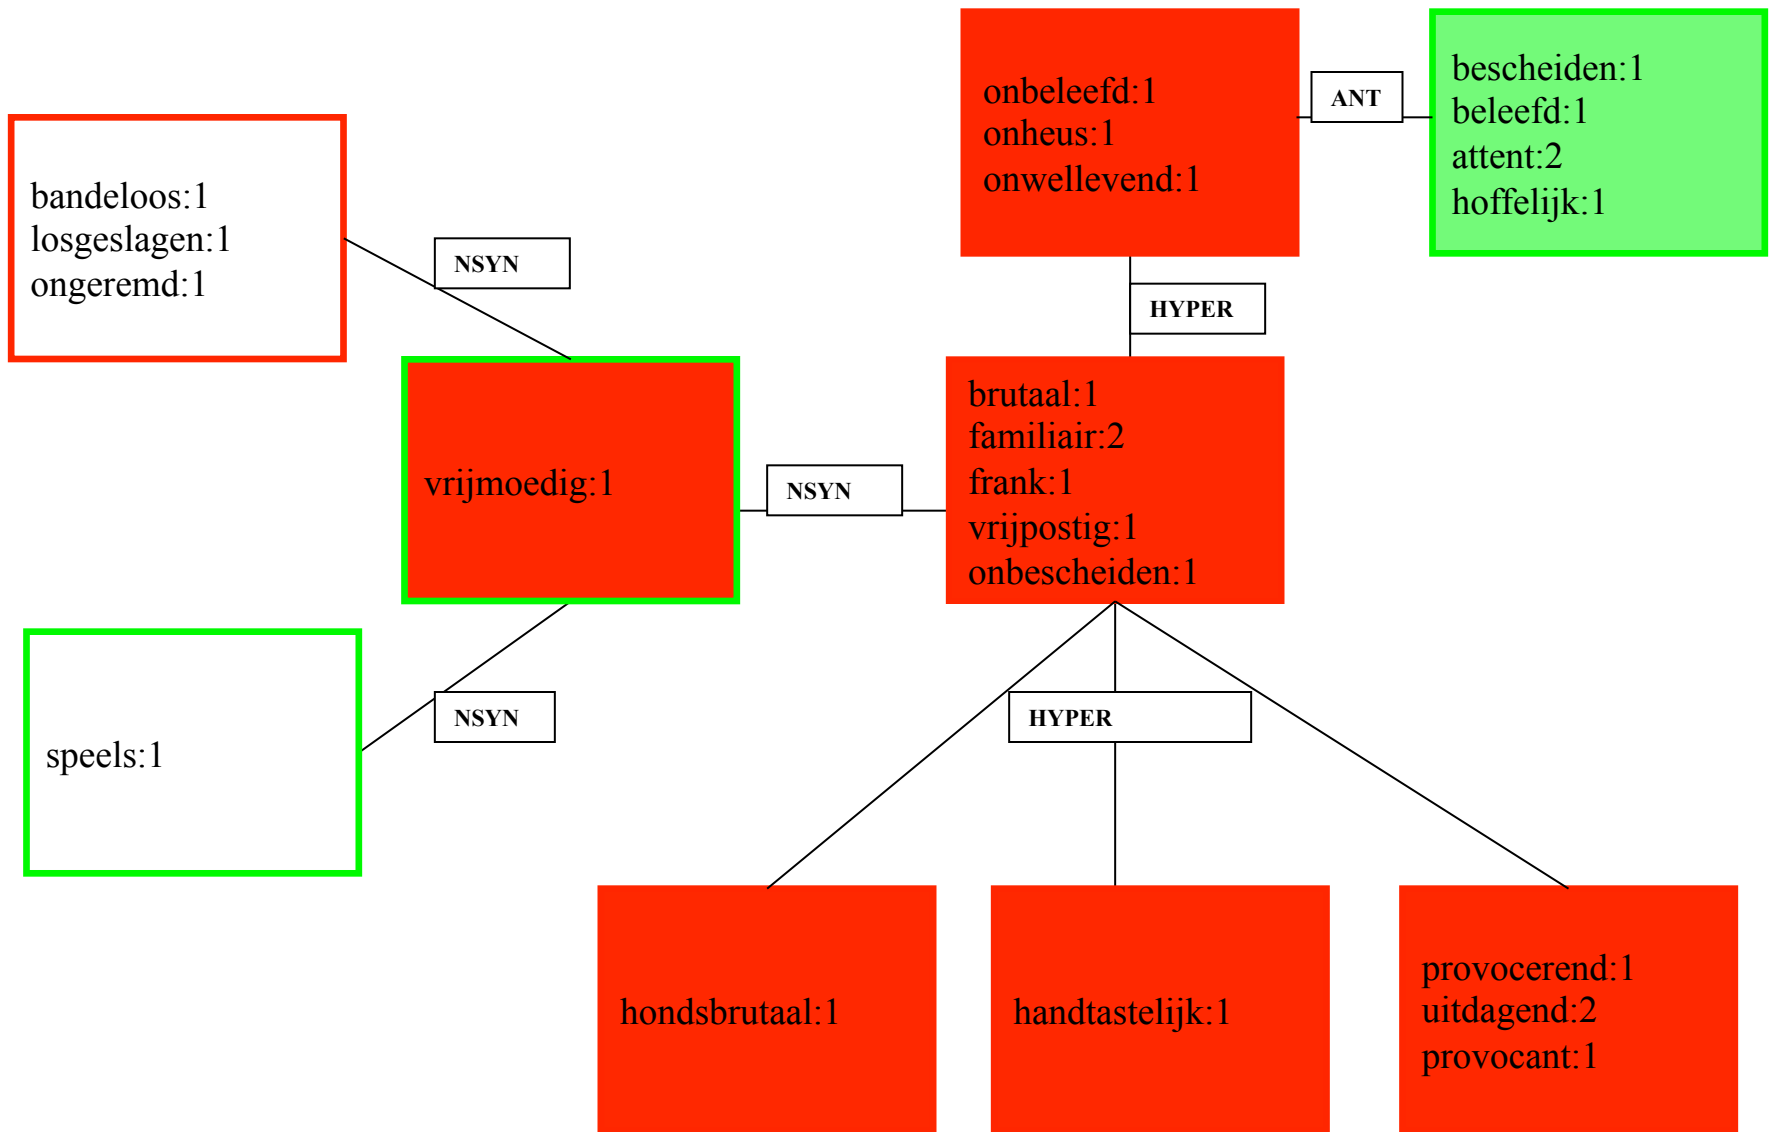 onbeleefd:1
onheus:1
onwellevend:1
ANT
bescheiden:1
beleefd:1
attent:2
hoffelijk:1
bandeloos:1
losgeslagen:1
ongeremd:1
NSYN
HYPER
vrijmoedig:1
NSYN
brutaal:1
familiair:2
frank:1
vrijpostig:1
onbescheiden:1
speels:1
NSYN
HYPER
hondsbrutaal:1
handtastelijk:1
provocerend:1
uitdagend:2
provocant:1